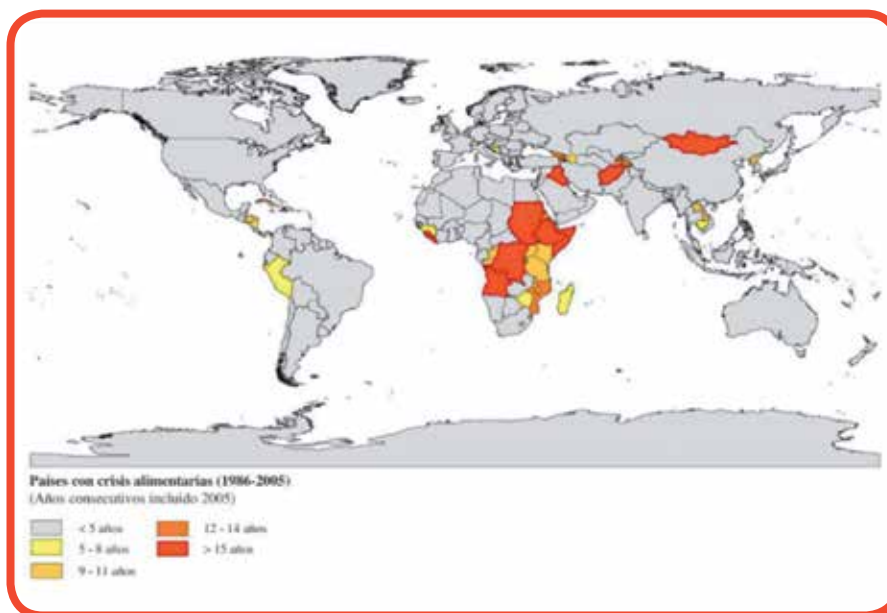 Países con crisis alimentarias (1986-2005)
(Años consecutivos incluido 2005)
< 5 años
5 - 8 años
9 - 11 años
12 - 14 años
> 15 años